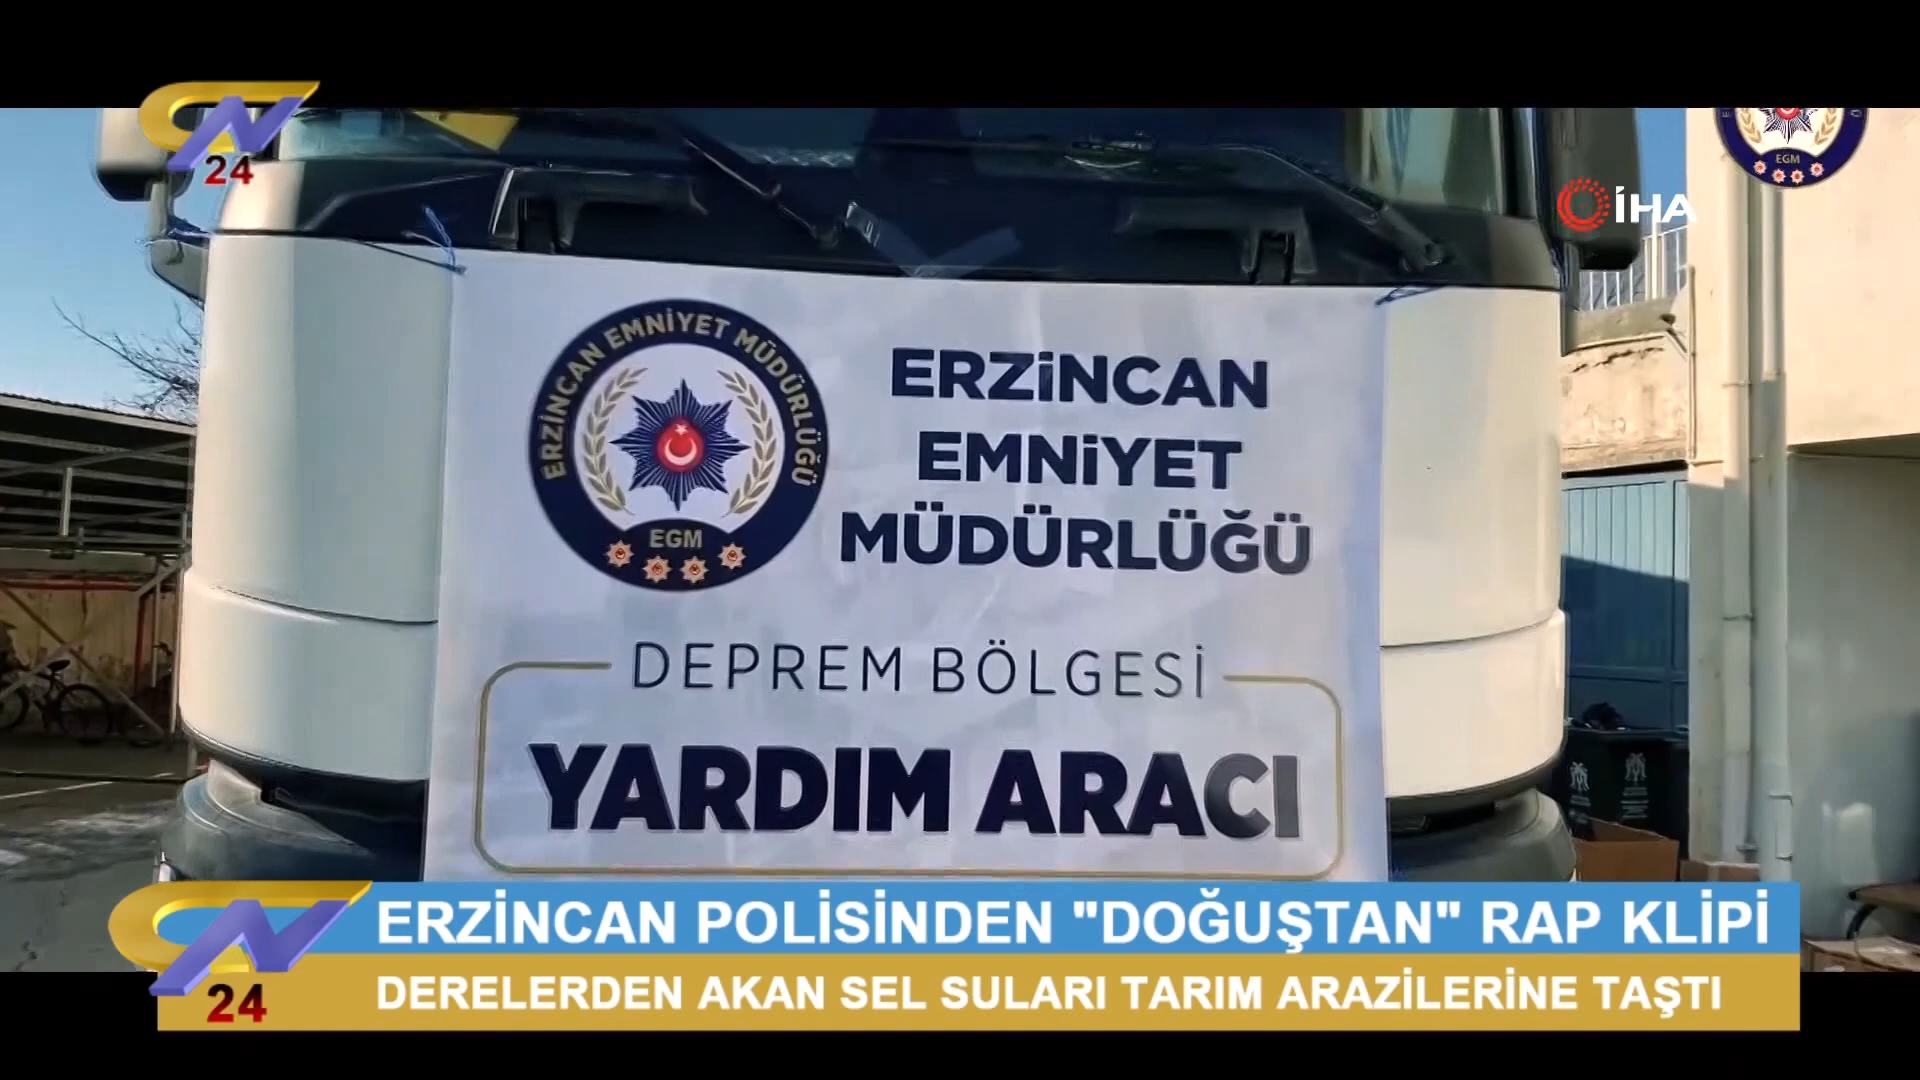 24
EGM
İHA
ERZİNCAN EMNİYET MÜDÜRLÜĞÜ
EGM
ERZİNCAN
EMNİYET
MÜDÜRLÜĞÜ
DEPREM BÖLGESİ
YARDIM ARACI
ERZİNCAN POLİSİNDEN "DOĞUŞTAN" RAP KLİPİ
DERELERDEN AKAN SEL SULARI TARIM ARAZİLERİNE TAŞTI
24